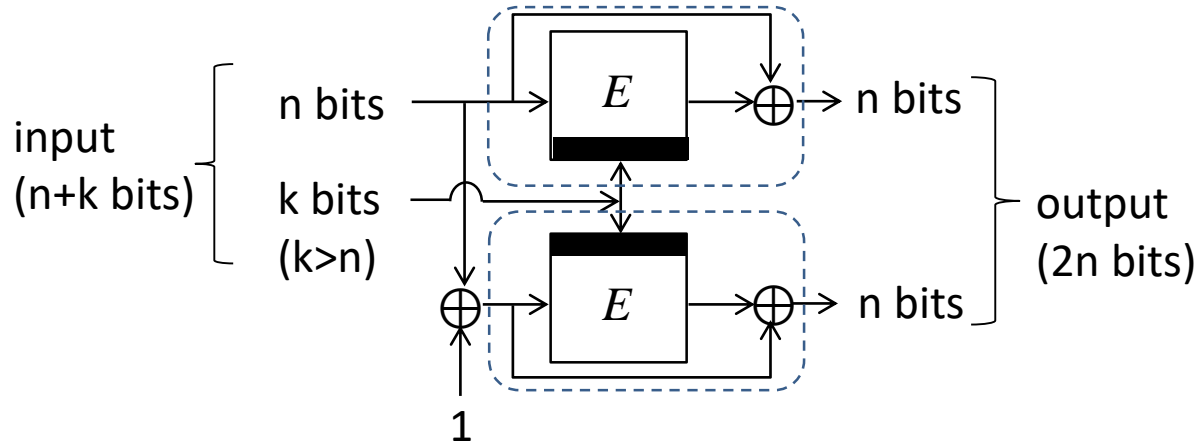 input
(n+k bits)
n bits
k bits
(k>n)
E
E
1
n bits
n bits
output
(2n bits)